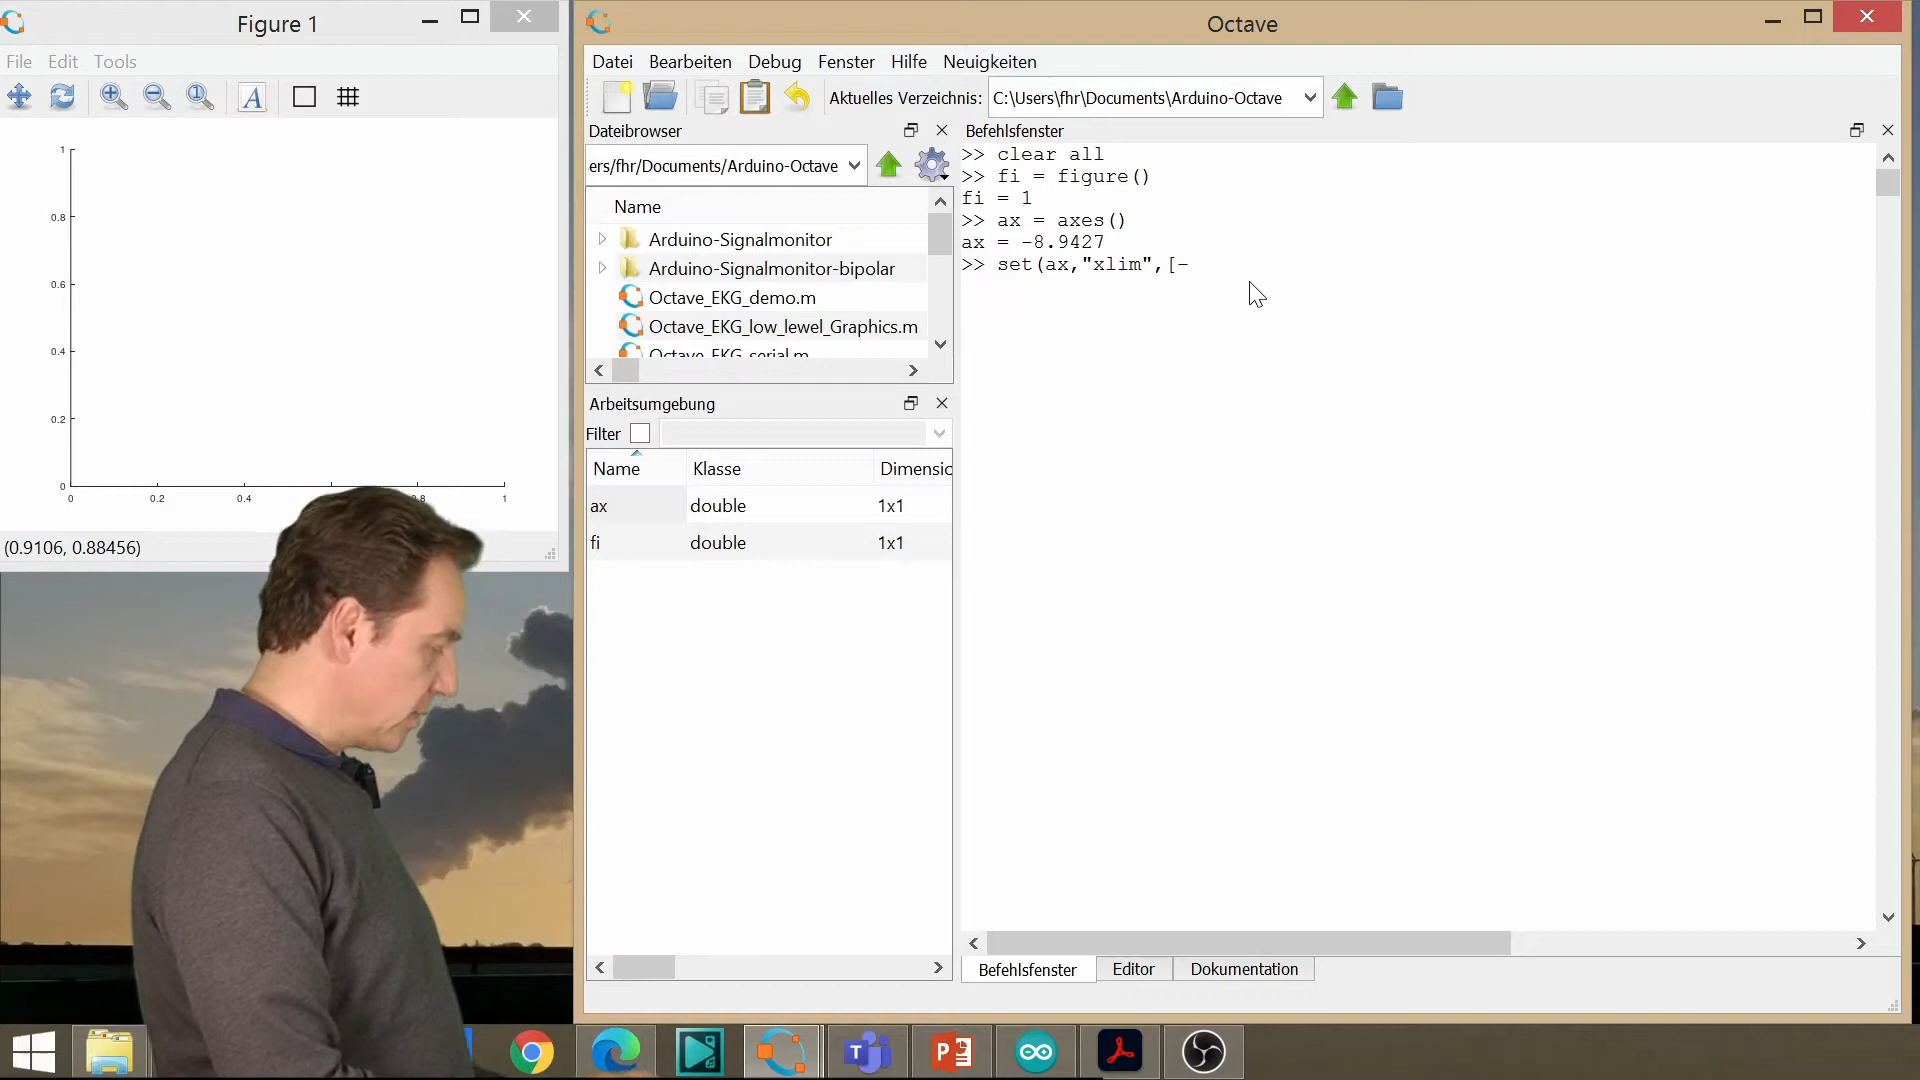 Figure 1
File Edit Tools
A
1
0.8
0.6
0.4
0.2
0
0 0.2 0.4 0.8 1
(0.9106, 0.88456)
Octave
Datei Bearbeiten Debug Fenster Hilfe Neuigkeiten
Aktuelles Verzeichnis: C:\Users\fhr\Documents\Arduino-Octave
Dateibrowser
ers/fhr/Documents/Arduino-Octave
Name
Arduino-Signalmonitor
Arduino-Signalmonitor-bipolar
Octave_EKG_demo.m
Octave_EKG_low_lewel_Graphics.m
Octave_EKG_serial.m
Arbeitsumgebung
Filter
Name Klasse Dimensio
ax double 1x1
fi double 1x1
Befehlsfenster
>> clear all
>> fi = figure()
fi = 1
>> ax = axes()
ax = -8.9427
>> set(ax,"xlim",[-
Befehlsfenster Editor Dokumentation